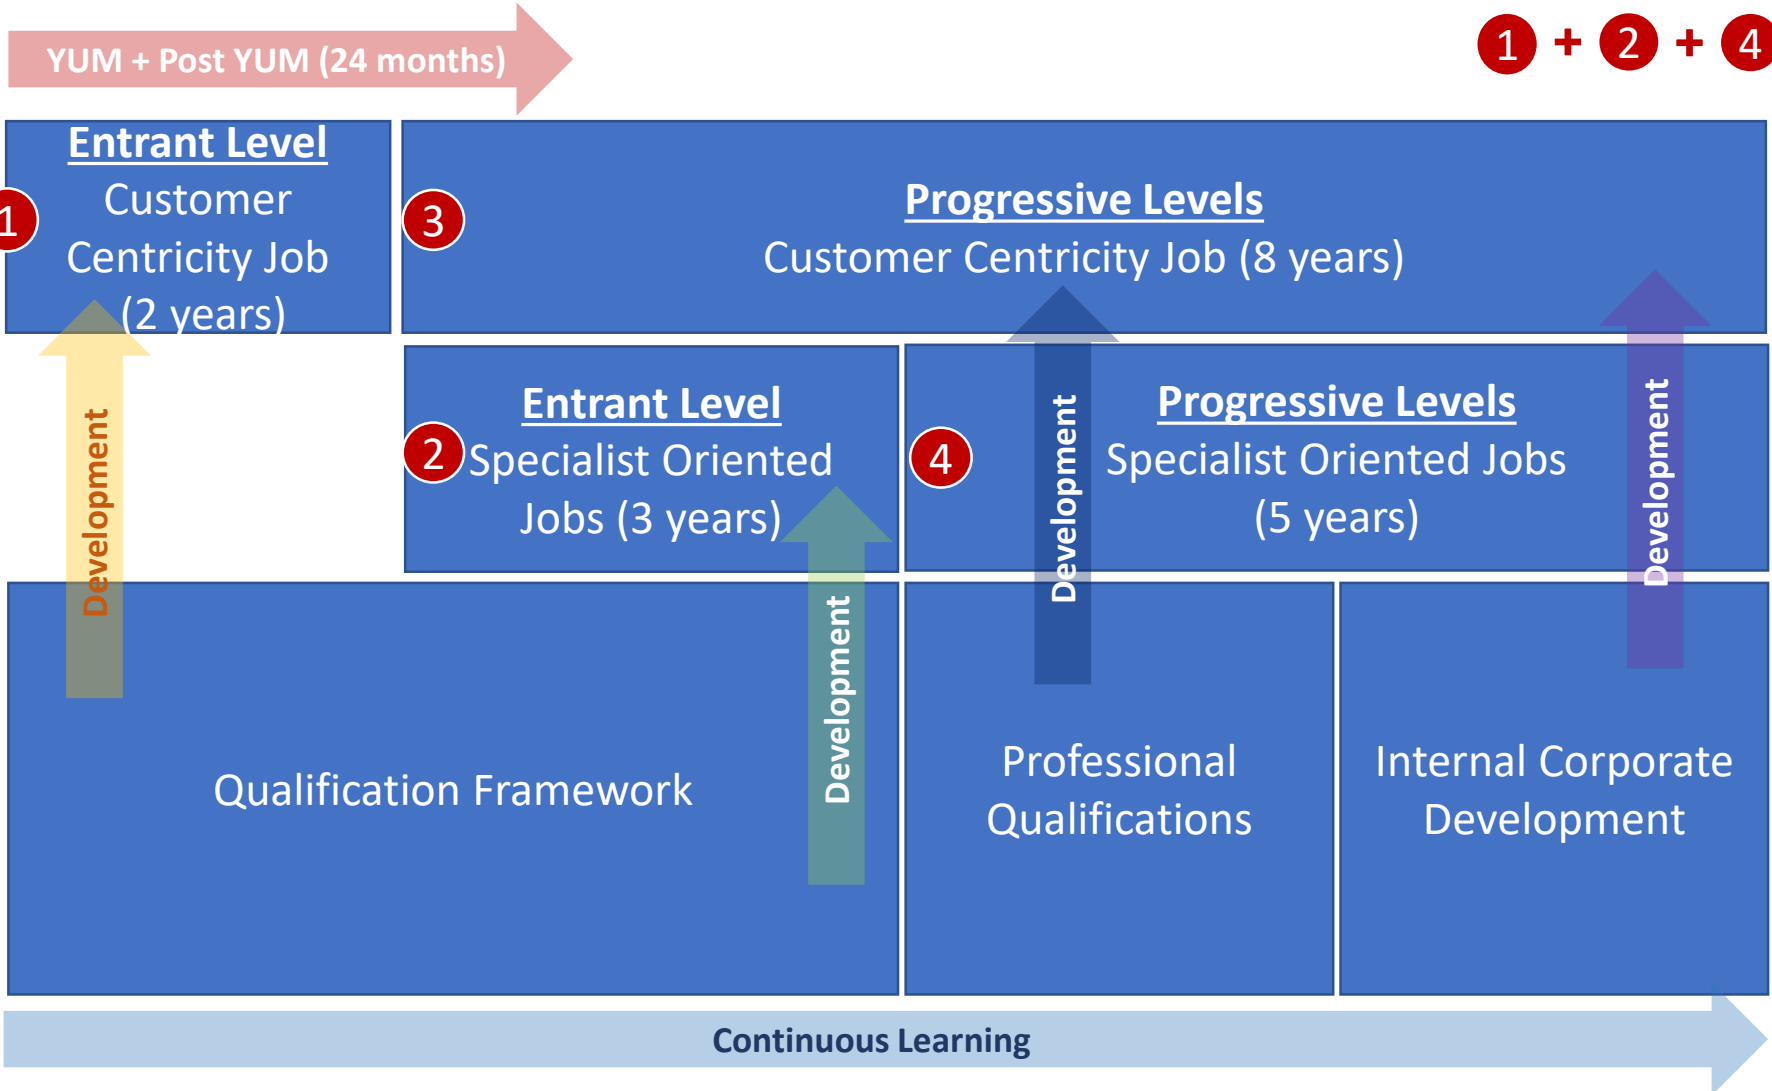 YUM + Post YUM (24 months)
1 + 2 + 4
Entrant Level
Customer
Centricity Job
(2 years)
1
3
Progressive Levels
Customer Centricity Job (8 years)
Development
2
Entrant Level
Specialist Oriented
Jobs (3 years)
4
Progressive Levels
Specialist Oriented Jobs
(5 years)
Development
Development
Development
Qualification Framework
Professional
Qualifications
Internal Corporate
Development
Continuous Learning